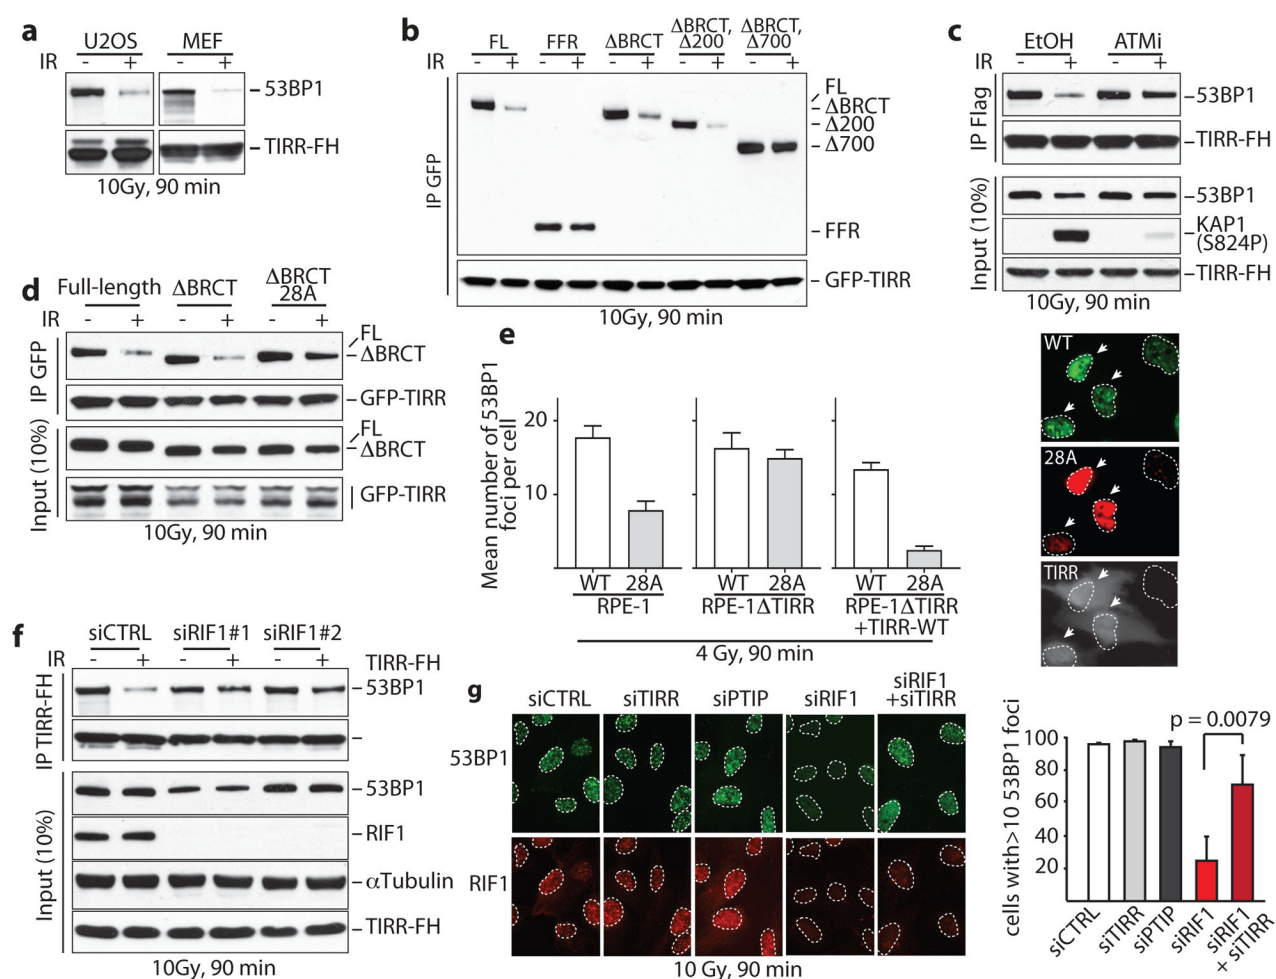 a
U2OS MEF
IR - + - +
53BP1
TIRR-FH
10Gy, 90 min
b
FL FFR ΔBRCT ΔBRCT, Δ200 ΔBRCT, Δ700
IR - + - + - + - + - +
IP GFP
FL
ΔBRCT
Δ200
Δ700
FFR
GFP-TIRR
10Gy, 90 min
c
EtOH ATMi
IR - + - +
IP Flag
53BP1
TIRR-FH
Input (10%)
53BP1
KAP1
(S824P)
TIRR-FH
10Gy, 90 min
d
Full-length ΔBRCT ΔBRCT 28A
IR - + - + - +
IP GFP
FL
ΔBRCT
GFP-TIRR
Input (10%)
FL
ΔBRCT
GFP-TIRR
10Gy, 90 min
e
Mean number of 53BP1
foci per cell
20
10
WT 28A WT 28A WT 28A
RPE-1 RPE-1ΔTIRR RPE-1ΔTIRR
+TIRR-WT
4 Gy, 90 min
WT
28A
TIRR
f
siCTRL siRIF1#1 siRIF1#2
IR - + - + - + TIRR-FH
IP TIRR-FH
53BP1
Input (10%)
53BP1
RIF1
αTubulin
TIRR-FH
10Gy, 90 min
g
siCTRL siTIRR siPTIP siRIF1 siRIF1
+siTIRR
53BP1
RIF1
10 Gy, 90 min
cells with>10 53BP1 foci
p = 0.0079
100
80
60
40
20
siCTRL
siTIRR
siPTIP
siRIF1
siRIF1
+ siTIRR